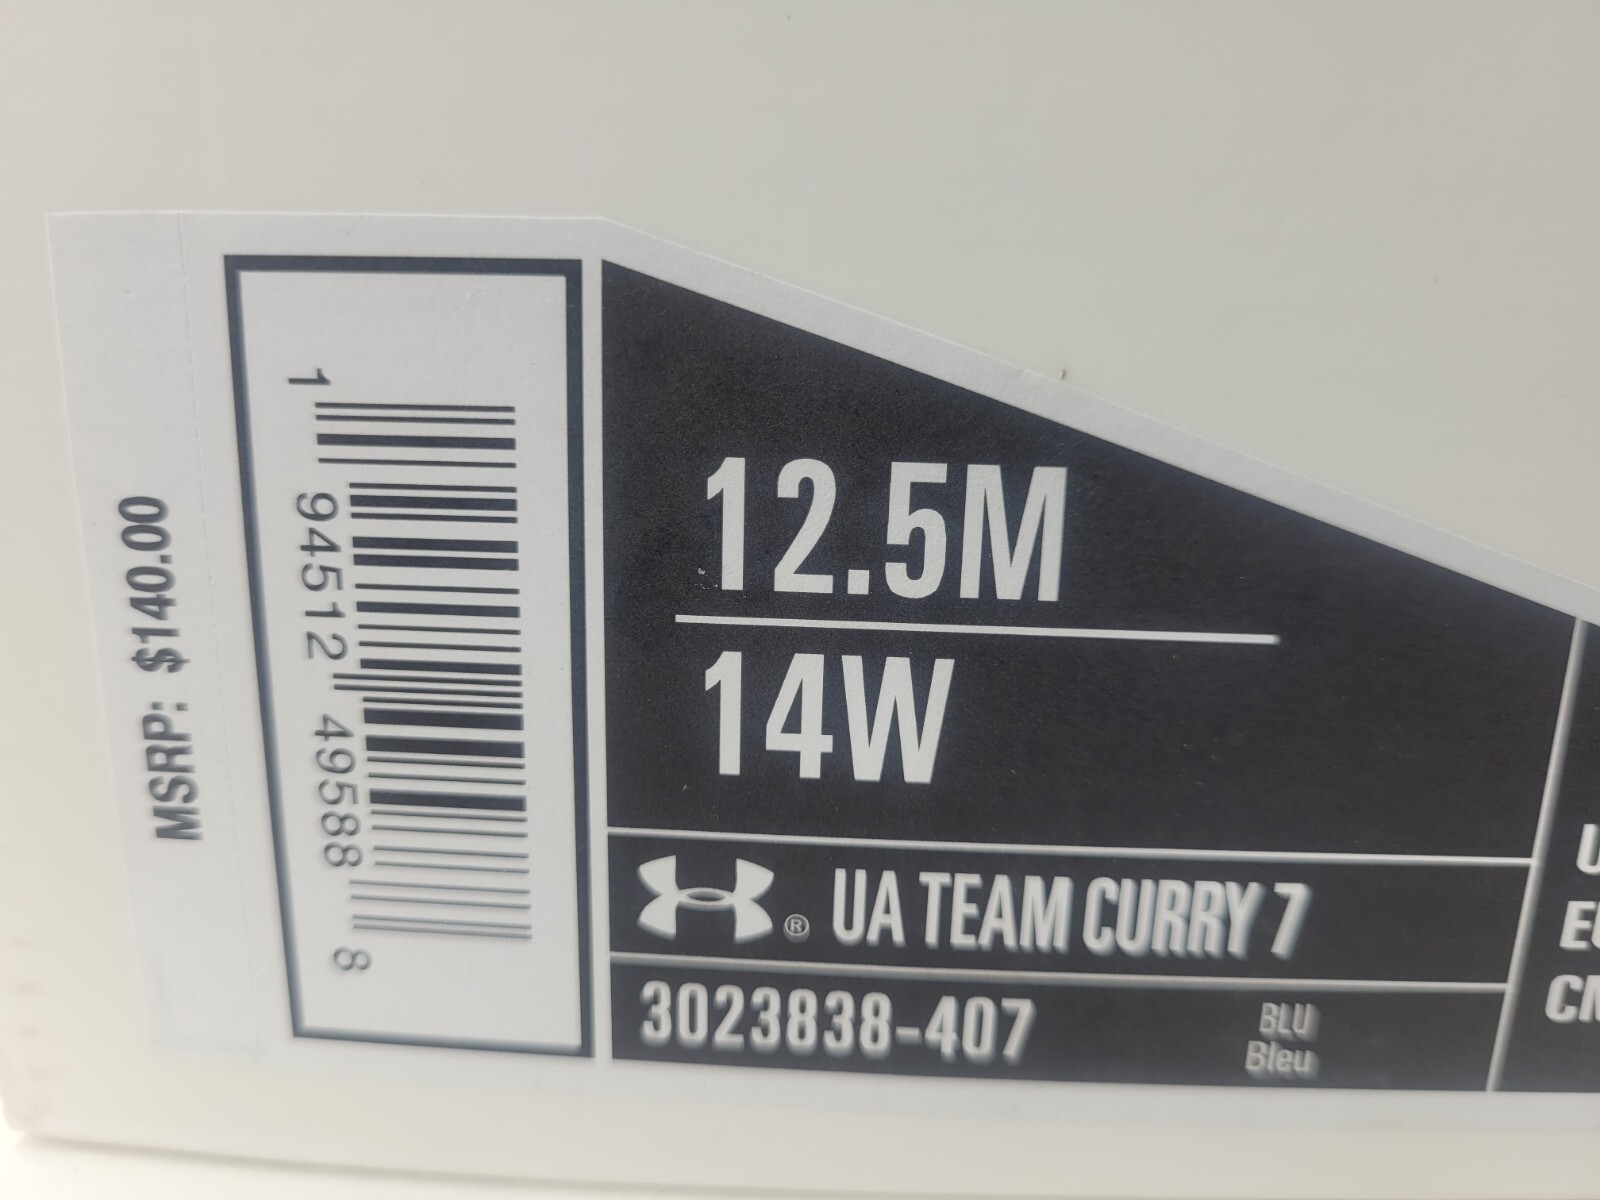 MSRP: $140.00
1 94512 49588 8
12.5M
14W
® UA TEAM CURRY 7
3023838-407
BLU
Bleu